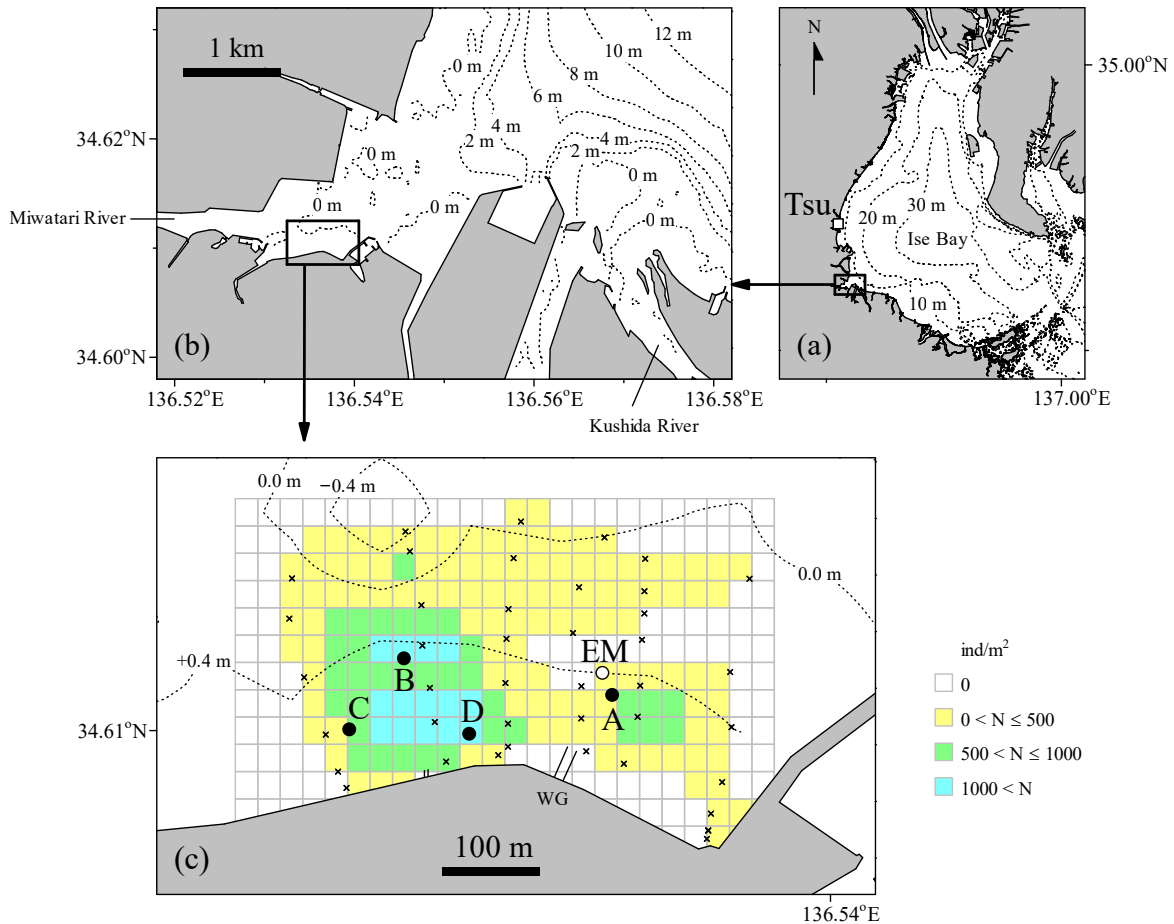 1 km
0 m
12 m
10 m
8 m
6 m
4 m
2 m
4 m
2 m
0 m
0 m
0 m
0 m
0 m
0 m
34.62°N
34.60°N
Miwatari River
(b)
136.52°E
136.54°E
136.56°E
136.58°E
Kushida River
N
35.00°N
Tsu
20 m
30 m
Ise Bay
10 m
(a)
137.00°E
0.0 m
−0.4 m
0.0 m
+0.4 m
EM
B
A
C
D
34.61°N
WG
(c)
100 m
136.54°E
ind/m²
0
0 < N ≤ 500
500 < N ≤ 1000
1000 < N